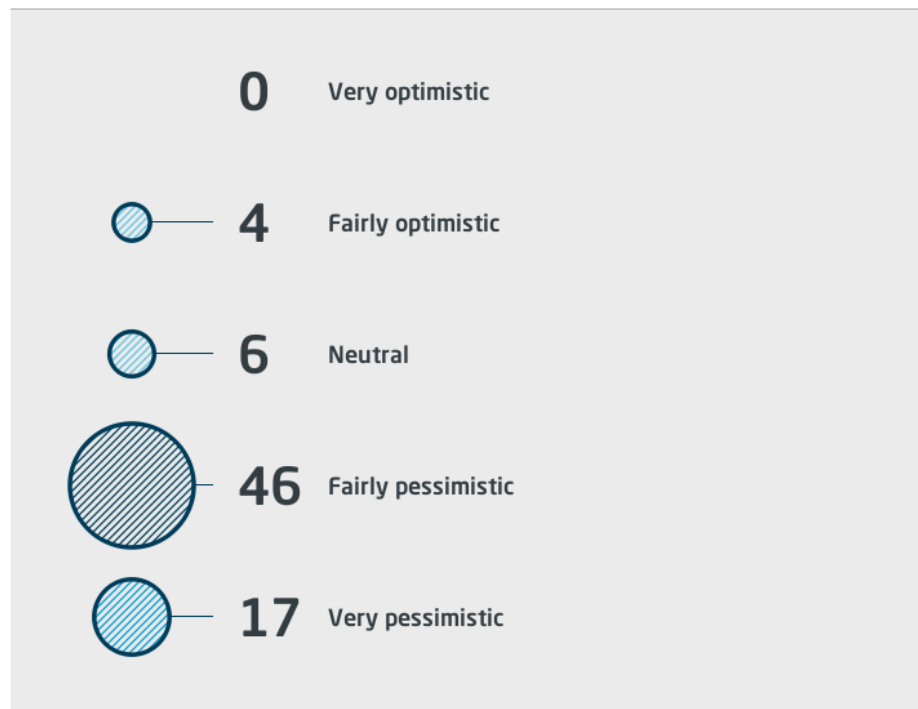 0 Very optimistic
4 Fairly optimistic
6 Neutral
46 Fairly pessimistic
17 Very pessimistic